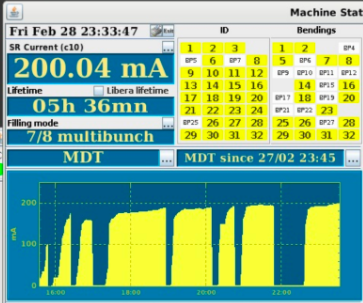 Machine Stat
Fri Feb 28 23:33:47
Exit
ID
Bendings
SR Current (c10)
...
200.04 mA
Lifetime
Libera lifetime
05h 36mn
Filling mode
...
7/8 multibunch
1 2 3
BP5 6 BP7 8
9 10 11 12
13 14 15 16
17 18 19 20
21 22 23 24
BP25 26 27 28
29 30 31 32
1 2 BP4
5 BP6 7 8
BP9 BP10 BP11 BP12
14 BP15 16
BP17 18 BP19 20
BP21 BP22 23
25 26 BP27 28
29 30 31 32
MDT ... MDT since 27/02 23:45 ...
mA
200
100
0
16:00 18:00 20:00 22:00